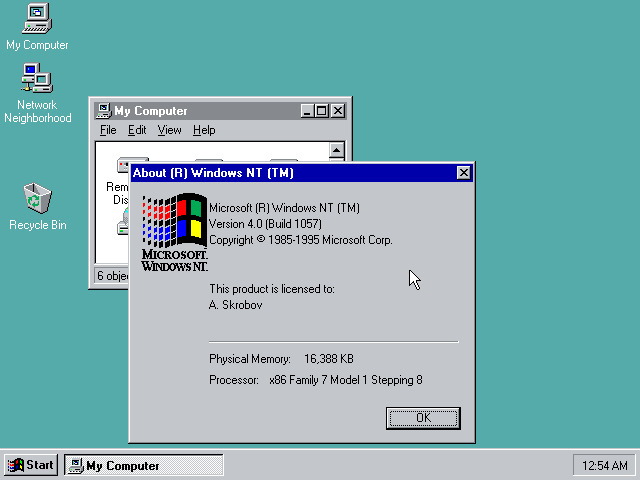 My Computer
Network
Neighborhood
Recycle Bin
My Computer
File Edit View Help
6 obje
About (R) Windows NT (TM)
MICROSOFT.
WINDOWS NT.
Microsoft (R) Windows NT (TM)
Version 4.0 (Build 1057)
Copyright © 1985-1995 Microsoft Corp.
This product is licensed to:
A. Skrobov
Physical Memory: 16,388 KB
Processor: x86 Family 7 Model 1 Stepping 8
OK
Start My Computer 12:54 AM